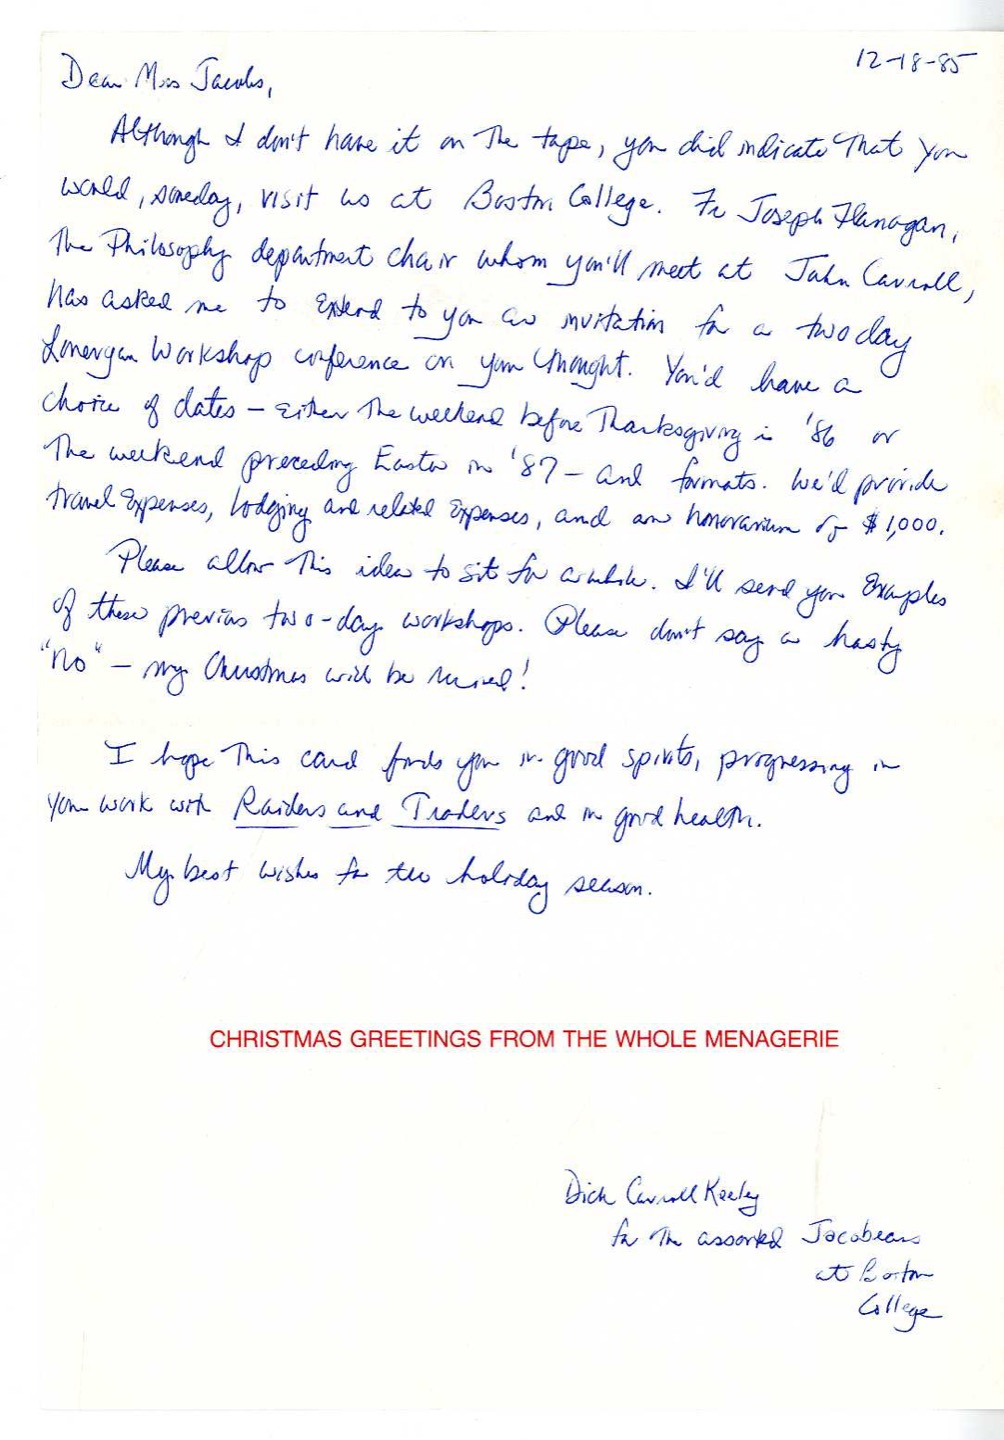 12-18-85
Dear Miss Jacobs,
Although I don't have it on the tape, you did indicate that you
would, someday, visit us at Boston College. Fr Joseph Flanagan,
the Philosophy department chair whom you'll meet at John Carroll,
has asked me to extend to you an invitation for a two day
Lonergan Workshop conference on your thought. You'd have a
choice of dates – either the weekend before Thanksgiving in '86 or
the weekend preceding Easter in '87 – and formats. We'd provide
travel expenses, lodging and related expenses, and an honorarium of $1,000.
Please allow this idea to sit for awhile. I'll send you examples
of these previous two-day workshops. Please don't say a hasty
"no" – my Christmas will be ruined!
I hope this card finds you in good spirits, progressing in
your work with Raiders and Traders and in good health.
My best wishes for the holiday season.
CHRISTMAS GREETINGS FROM THE WHOLE MENAGERIE
Dick Carroll Keeley
for the assorted Jacobeans
at Boston
College